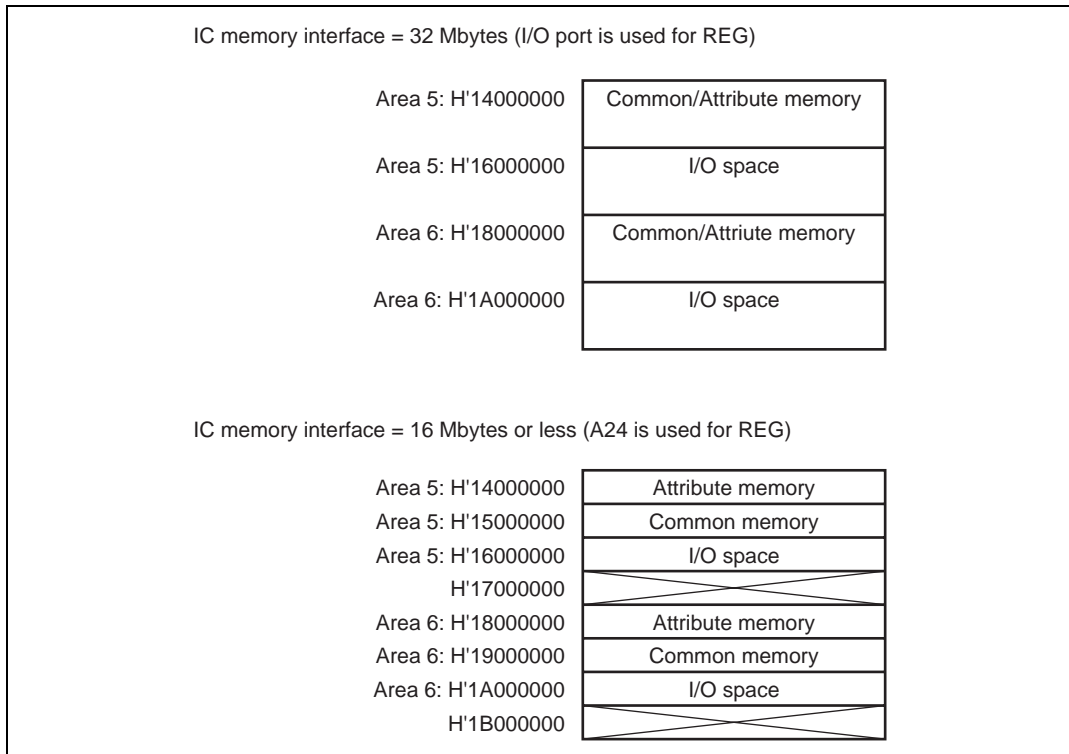 IC memory interface = 32 Mbytes (I/O port is used for REG)
Area 5: H'14000000 Common/Attribute memory
Area 5: H'16000000 I/O space
Area 6: H'18000000 Common/Attriute memory
Area 6: H'1A000000 I/O space
IC memory interface = 16 Mbytes or less (A24 is used for REG)
Area 5: H'14000000 Attribute memory
Area 5: H'15000000 Common memory
Area 5: H'16000000 I/O space
H'17000000
Area 6: H'18000000 Attribute memory
Area 6: H'19000000 Common memory
Area 6: H'1A000000 I/O space
H'1B000000